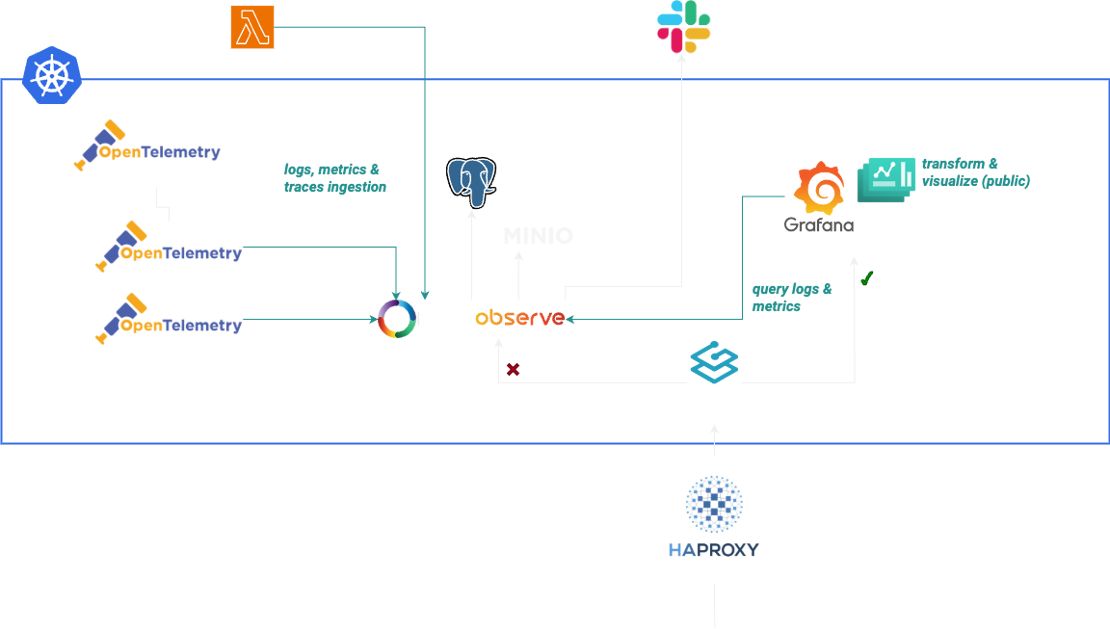 OpenTelemetry
logs, metrics &
traces ingestion
transform &
visualize (public)
Grafana
MINIO
OpenTelemetry
query logs &
metrics
observe
OpenTelemetry
HAPROXY